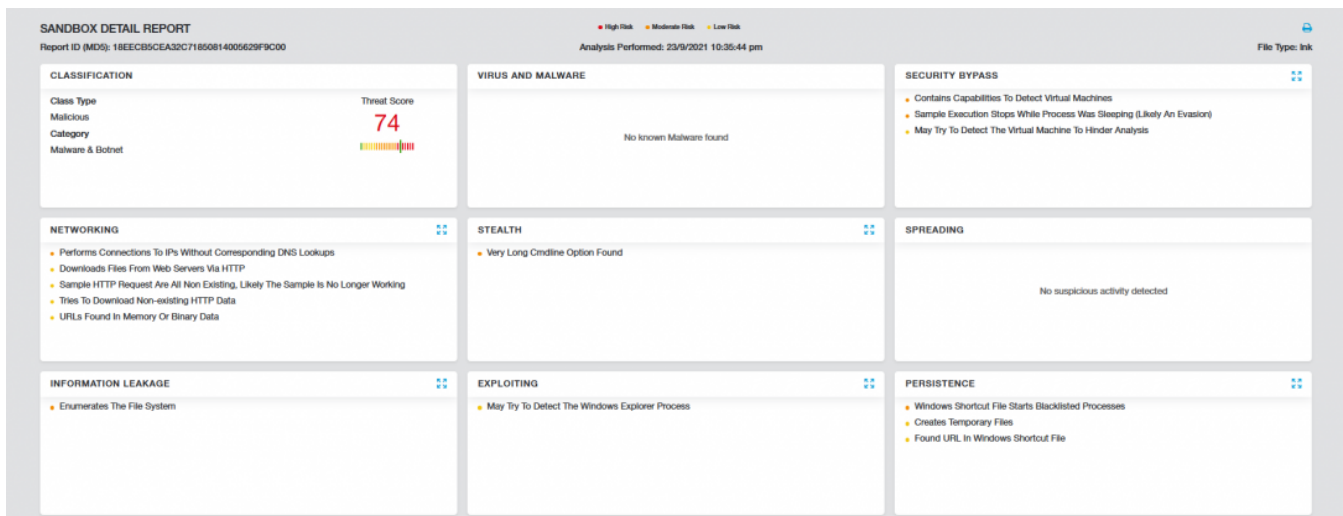 SANDBOX DETAIL REPORT
High Risk Moderate Risk Low Risk
Report ID (MD5): 18EECB5CEA32C71850814005629F9C00
Analysis Performed: 23/9/2021 10:35:44 pm
File Type: lnk
CLASSIFICATION
Class Type
Malicious
Category
Malware & Botnet
Threat Score
74
VIRUS AND MALWARE
No known Malware found
SECURITY BYPASS
Contains Capabilities To Detect Virtual Machines
Sample Execution Stops While Process Was Sleeping (Likely An Evasion)
May Try To Detect The Virtual Machine To Hinder Analysis
NETWORKING
Performs Connections To IPs Without Corresponding DNS Lookups
Downloads Files From Web Servers Via HTTP
Sample HTTP Request Are All Non Existing, Likely The Sample Is No Longer Working
Tries To Download Non-existing HTTP Data
URLs Found In Memory Or Binary Data
STEALTH
Very Long Cmdline Option Found
SPREADING
No suspicious activity detected
INFORMATION LEAKAGE
Enumerates The File System
EXPLOITING
May Try To Detect The Windows Explorer Process
PERSISTENCE
Windows Shortcut File Starts Blacklisted Processes
Creates Temporary Files
Found URL In Windows Shortcut File